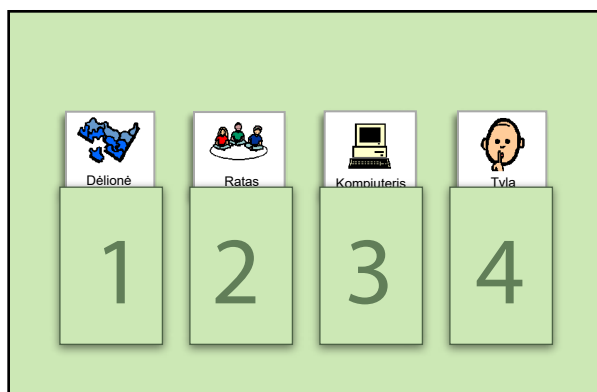 Dėlionė
Ratas
Kompiuteris
Tyla
1
2
3
4